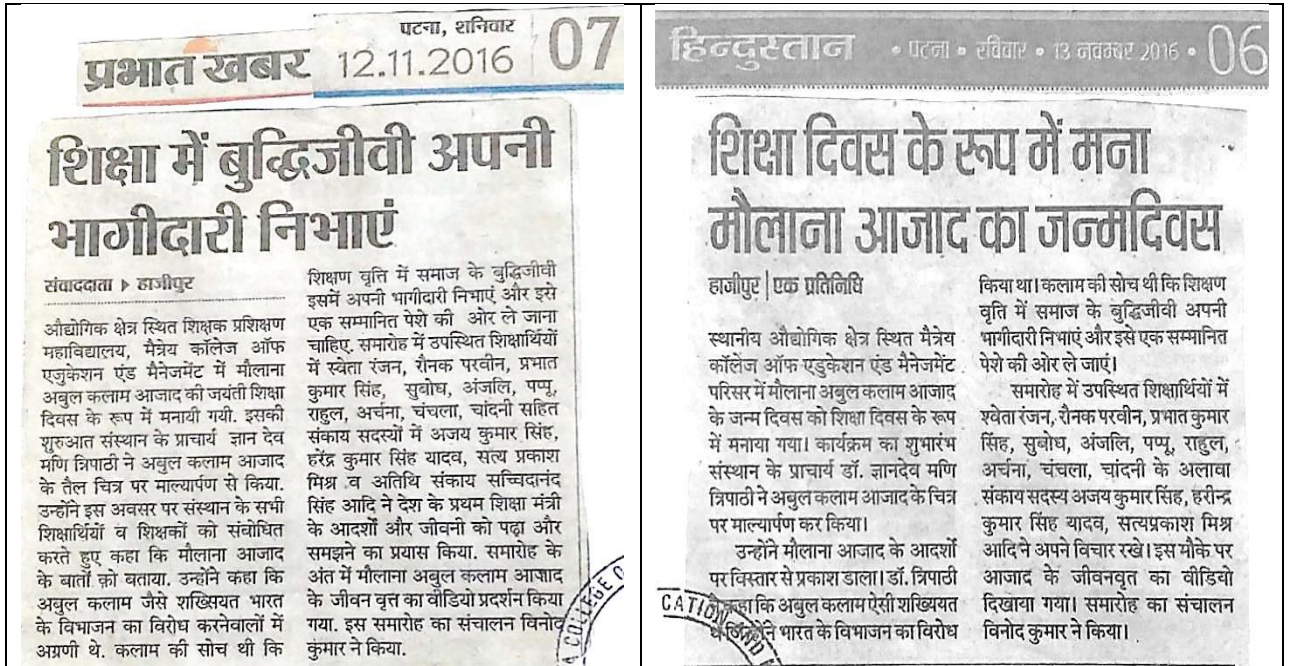 पटना, शनिवार
प्रभात खबर 12.11.2016 07
शिक्षा में बुद्धिजीवी अपनी
भागीदारी निभाएं
संवाददाता ▶ हाजीपुर
औद्योगिक क्षेत्र स्थित शिक्षक प्रशिक्षण
महाविद्यालय, मैत्रेय कॉलेज ऑफ
एजुकेशन एंड मैनेजमेंट में मौलाना
अबुल कलाम आजाद की जयंती शिक्षा
दिवस के रूप में मनायी गयी. इसकी
शुरुआत संस्थान के प्राचार्य ज्ञान देव
मणि त्रिपाठी ने अबुल कलाम आजाद
के तैल चित्र पर माल्यार्पण से किया.
उन्होंने इस अवसर पर संस्थान के सभी
शिक्षार्थियों व शिक्षकों को संबोधित
करते हुए कहा कि मौलाना आजाद
के बातों को बताया. उन्होंने कहा कि
अबुल कलाम जैसे शख्सियत भारत
के विभाजन का विरोध करनेवालों में
अग्रणी थे. कलाम की सोच थी कि
शिक्षण वृति में समाज के बुद्धिजीवी
इसमें अपनी भागीदारी निभाएं और इसे
एक सम्मानित पेशे की ओर ले जाना
चाहिए. समारोह में उपस्थित शिक्षार्थियों
में स्वेता रंजन, रौनक परवीन, प्रभात
कुमार सिंह, सुबोध, अंजलि, पप्पू,
राहुल, अर्चना, चंचला, चांदनी सहित
संकाय सदस्यों में अजय कुमार सिंह,
हरेंद्र कुमार सिंह यादव, सत्य प्रकाश
मिश्र व अतिथि संकाय सच्चिदानंद
सिंह आदि ने देश के प्रथम शिक्षा मंत्री
के आदर्शों और जीवनी को पढ़ा और
समझने का प्रयास किया. समारोह के
अंत में मौलाना अबुल कलाम आजाद
के जीवन वृत्त का वीडियो प्रदर्शन किया
गया. इस समारोह का संचालन विनोद
कुमार ने किया.
A COLLEGE O
हिन्दुस्तान • पटना • रविवार • 13 नवम्बर 2016 • 06
शिक्षा दिवस के रूप में मना
मौलाना आजाद का जन्मदिवस
हाजीपुर | एक प्रतिनिधि
स्थानीय औद्योगिक क्षेत्र स्थित मैत्रेय
कॉलेज ऑफ एडुकेशन एंड मैनेजमेंट
परिसर में मौलाना अबुल कलाम आजाद
के जन्म दिवस को शिक्षा दिवस के रूप
में मनाया गया। कार्यक्रम का शुभारंभ
संस्थान के प्राचार्य डॉ. ज्ञानदेव मणि
त्रिपाठी ने अबुल कलाम आजाद के चित्र
पर माल्यार्पण कर किया।
उन्होंने मौलाना आजाद के आदर्शों
पर विस्तार से प्रकाश डाला। डॉ. त्रिपाठी
ने कहा कि अबुल कलाम ऐसी शख्यियत
थे जिन्होंने भारत के विभाजन का विरोध
किया था। कलाम की सोच थी कि शिक्षण
वृति में समाज के बुद्धिजीवी अपनी
भागीदारी निभाएं और इसे एक सम्मानित
पेशे की ओर ले जाएं।
समारोह में उपस्थित शिक्षार्थियों में
श्वेता रंजन, रौनक परवीन, प्रभात कुमार
सिंह, सुबोध, अंजलि, पप्पू, राहुल,
अर्चना, चंचला, चांदनी के अलावा
संकाय सदस्य अजय कुमार सिंह, हरीन्द्र
कुमार सिंह यादव, सत्यप्रकाश मिश्र
आदि ने अपने विचार रखे। इस मौके पर
आजाद के जीवनवृत का वीडियो
दिखाया गया। समारोह का संचालन
विनोद कुमार ने किया।
CATION AND